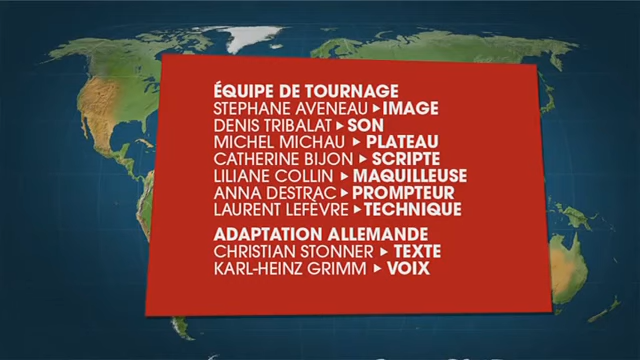 ÉQUIPE DE TOURNAGE
STEPHANE AVENEAU ▶ IMAGE
DENIS TRIBALAT ▶ SON
MICHEL MICHAU ▶ PLATEAU
CATHERINE BIJON ▶ SCRIPTE
LILIANE COLLIN ▶ MAQUILLEUSE
ANNA DESTRAC ▶ PROMPTEUR
LAURENT LEFÈVRE ▶ TECHNIQUE
ADAPTATION ALLEMANDE
CHRISTIAN STONNER ▶ TEXTE
KARL-HEINZ GRIMM ▶ VOIX